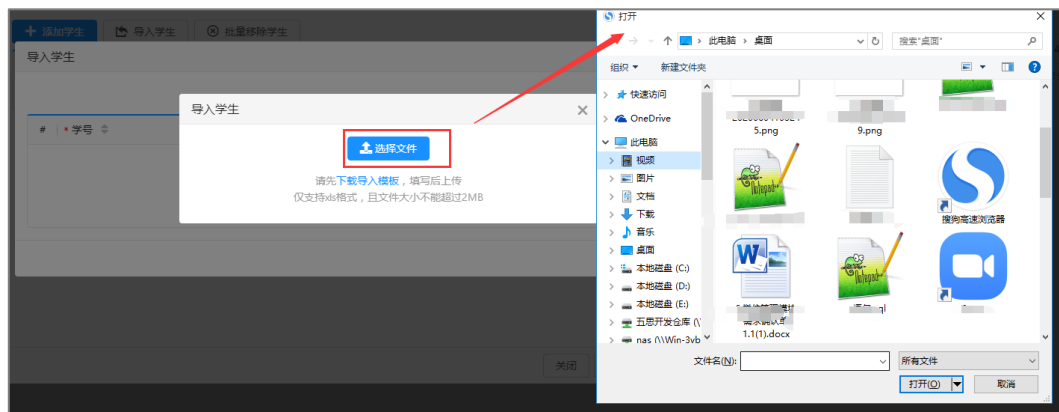 添加学生 导入学生 批量移除学生
导入学生
# * 学号
导入学生
选择文件
请先下载导入模板，填写后上传
仅支持xls格式，且文件大小不能超过2MB
关闭
打开
此电脑 › 桌面
搜索"桌面"
组织 新建文件夹
快速访问
OneDrive
此电脑
视频
图片
文档
下载
音乐
桌面
本地磁盘 (C:)
本地磁盘 (D:)
本地磁盘 (E:)
五思开发仓库 (\
nas (\\Win-3vb
5.png
9.png
搜狗高速浏览器
1.1(1).docx
文件名(N):
所有文件
打开(O) 取消